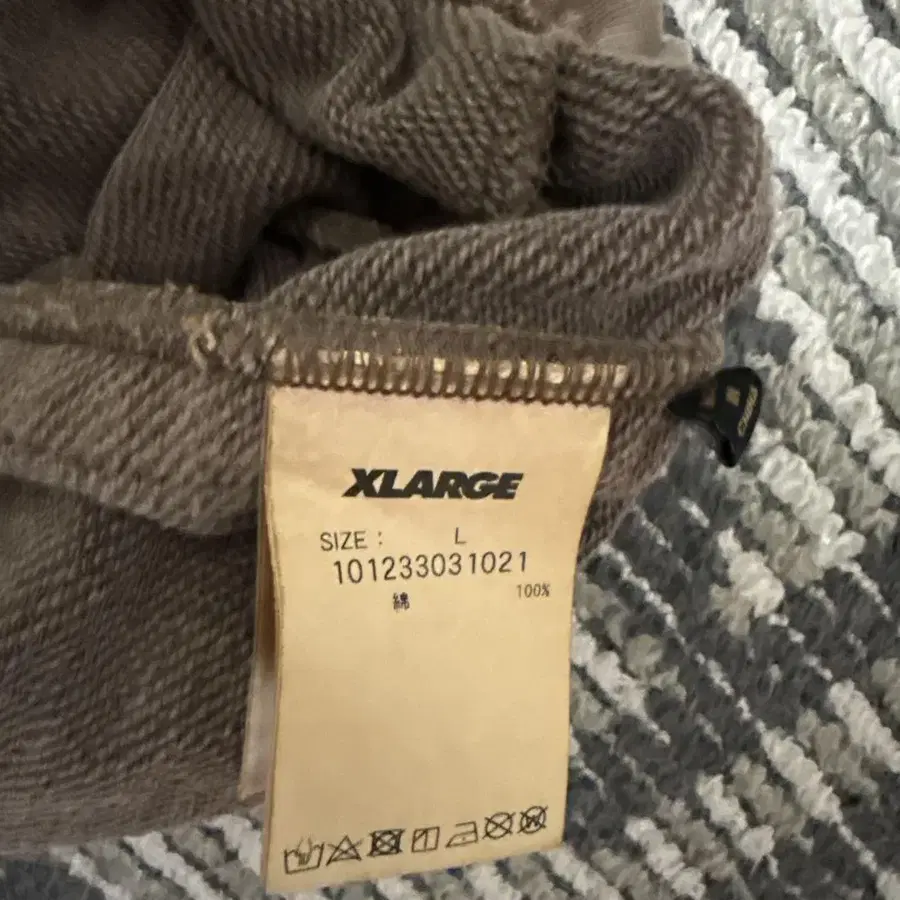 XLARGE
SIZE : L
101233031021
綿 100%